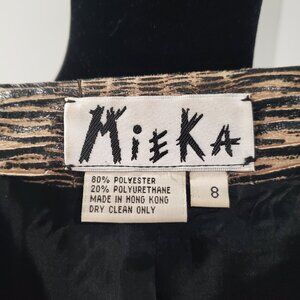 MiEKA
80% POLYESTER
20% POLYURETHANE
MADE IN HONG KONG
DRY CLEAN ONLY
8